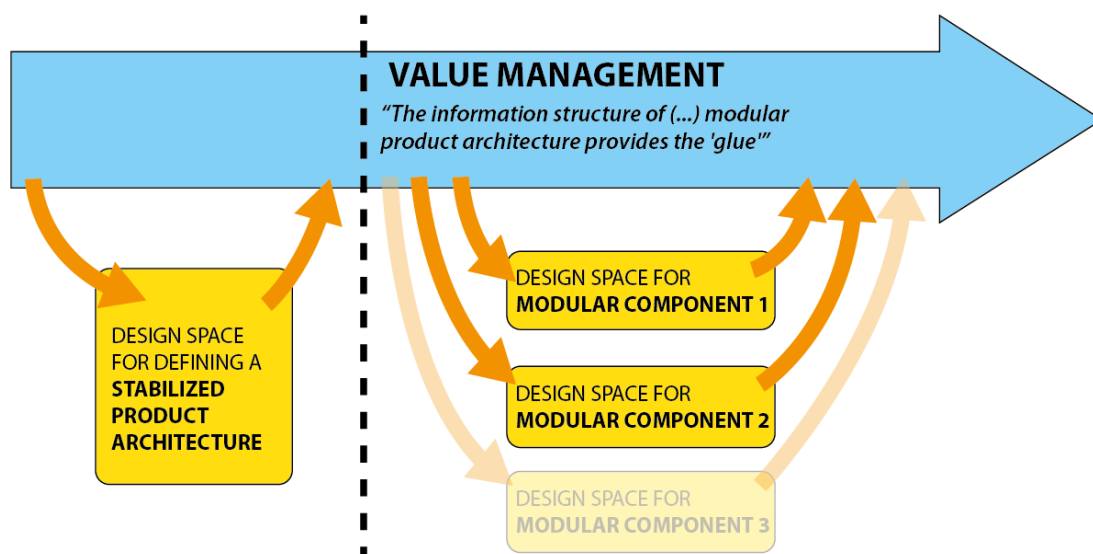 VALUE MANAGEMENT
“The information structure of (...) modular
product architecture provides the 'glue'”
DESIGN SPACE
FOR DEFINING A
STABILIZED
PRODUCT
ARCHITECTURE
DESIGN SPACE FOR
MODULAR COMPONENT 1
DESIGN SPACE FOR
MODULAR COMPONENT 2
DESIGN SPACE FOR
MODULAR COMPONENT 3